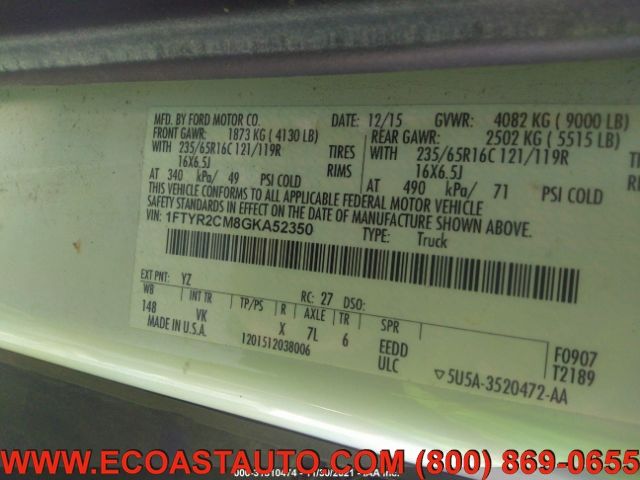 MFD. BY FORD MOTOR CO.
DATE: 12/15 GVWR: 4082 KG ( 9000 LB)
FRONT GAWR: 1873 KG ( 4130 LB)
REAR GAWR: 2502 KG ( 5515 LB)
WITH 235/65R16C 121/119R TIRES
WITH 235/65R16C 121/119R
16X6.5J RIMS
16X6.5J
AT 340 kPa/ 49 PSI COLD
AT 490 kPa/ 71 PSI COLD
THIS VEHICLE CONFORMS TO ALL APPLICABLE FEDERAL MOTOR VEHICLE
SAFETY STANDARDS IN EFFECT ON THE DATE OF MANUFACTURE SHOWN ABOVE.
VIN: 1FTYR2CM8GKA52350
TYPE: Truck
EXT PNT: YZ RC: 27 DSO:
WB INT TR TP/PS R AXLE TR SPR
148 VK X 7L 6 EEDD
ULC
F0907
T2189
MADE IN U.S.A. 1201512038006
▽5U5A-3520472-AA
WWW.ECOASTAUTO.COM (800) 869-0655